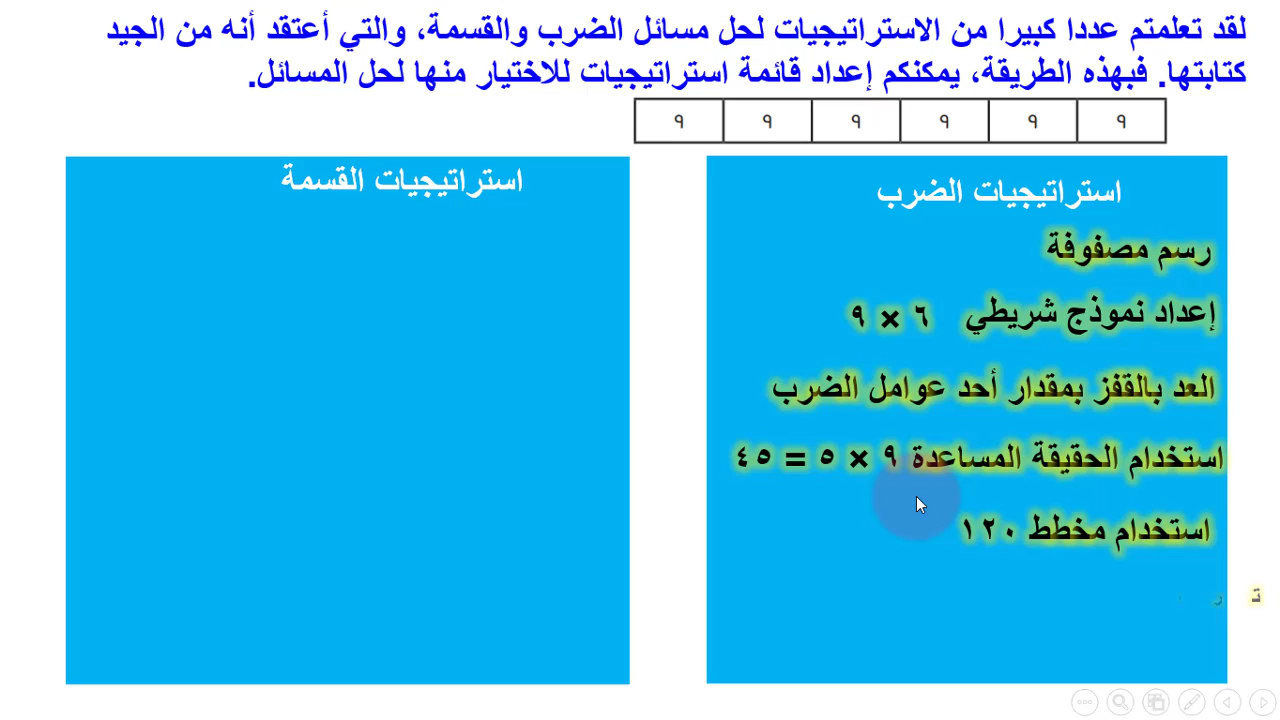 لقد تعلمتم عددا كبيرا من الاستراتيجيات لحل مسائل الضرب والقسمة، والتي أعتقد أنه من الجيد
كتابتها. فبهذه الطريقة، يمكنكم إعداد قائمة استراتيجيات للاختيار منها لحل المسائل.
٩ ٩ ٩ ٩ ٩ ٩
استراتيجيات الضرب
رسم مصفوفة
إعداد نموذج شريطي ٦ × ٩
العد بالقفز بمقدار أحد عوامل الضرب
استخدام الحقيقة المساعدة ٩ × ٥ = ٤٥
استخدام مخطط ١٢٠
استراتيجيات القسمة